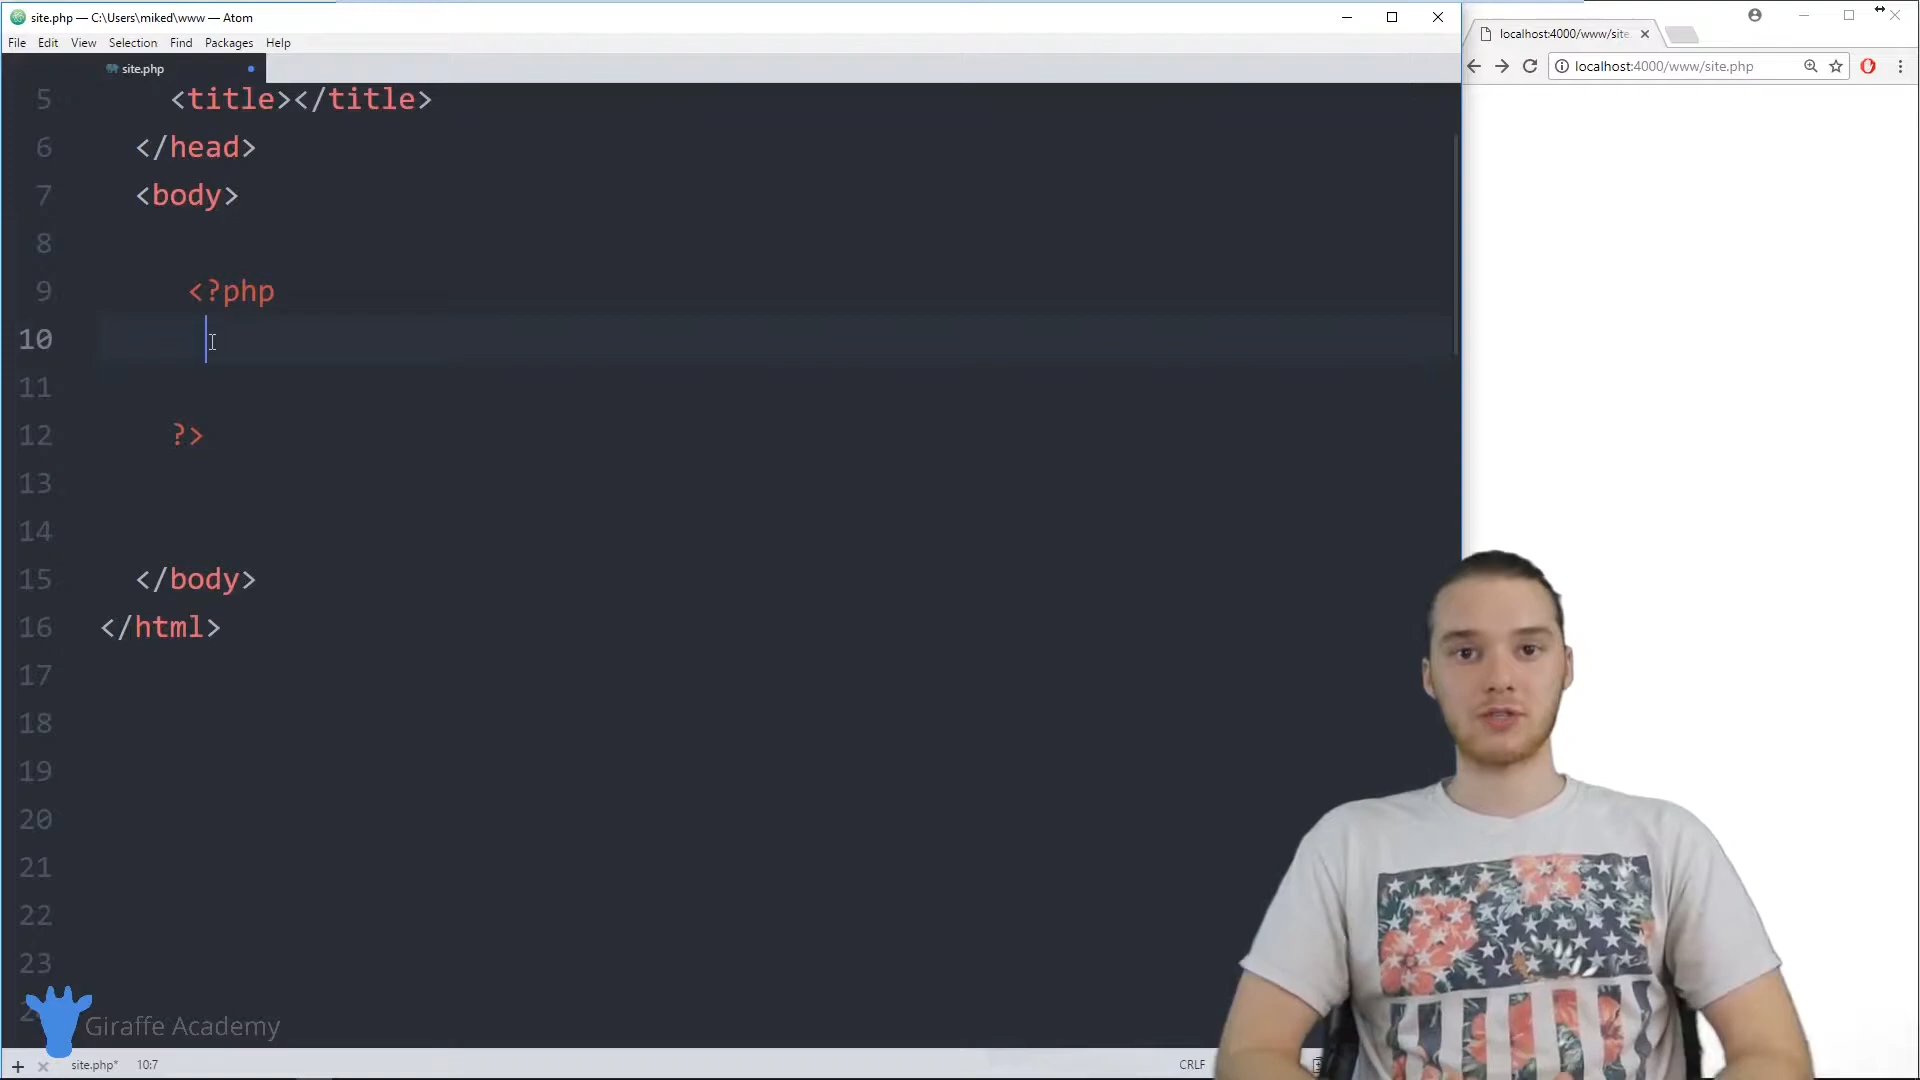 site.php — C:\Users\miked\www — Atom
File Edit View Selection Find Packages Help
site.php
localhost:4000/www/site
localhost:4000/www/site.php
5 <title></title>
6 </head>
7 <body>
8
9 <?php
10
11
12 ?>
13
14
15 </body>
16 </html>
17
18
19
20
21
22
23
Giraffe Academy
site.php* 10:7
CRLF